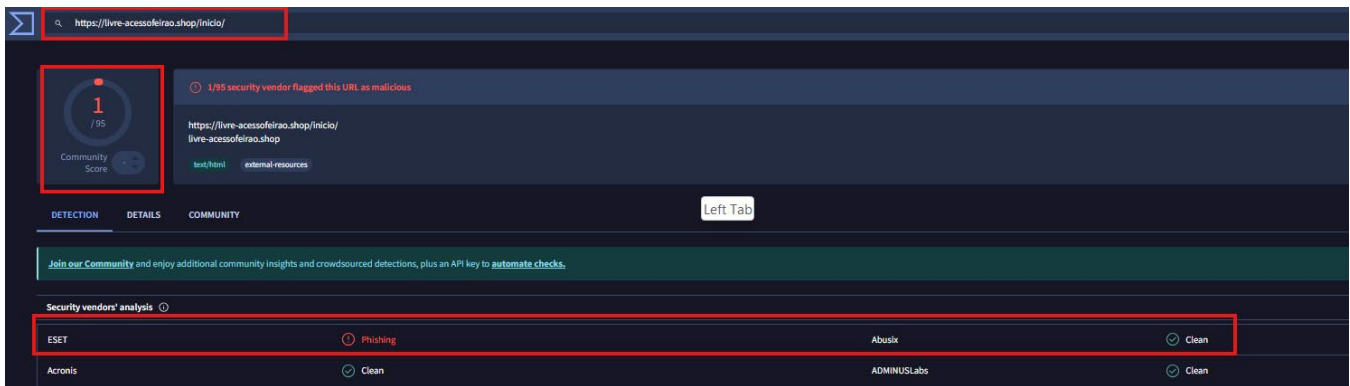 https://livre-acessofeirao.shop/inicio/
1
/95
Community
Score
1/95 security vendor flagged this URL as malicious
https://livre-acessofeirao.shop/inicio/
livre-acessofeirao.shop
text/html external-resources
DETECTION DETAILS COMMUNITY
Left Tab
Join our Community and enjoy additional community insights and crowdsourced detections, plus an API key to automate checks.
Security vendors' analysis
ESET Phishing Abusix Clean
Acronis Clean ADMINUSLabs Clean